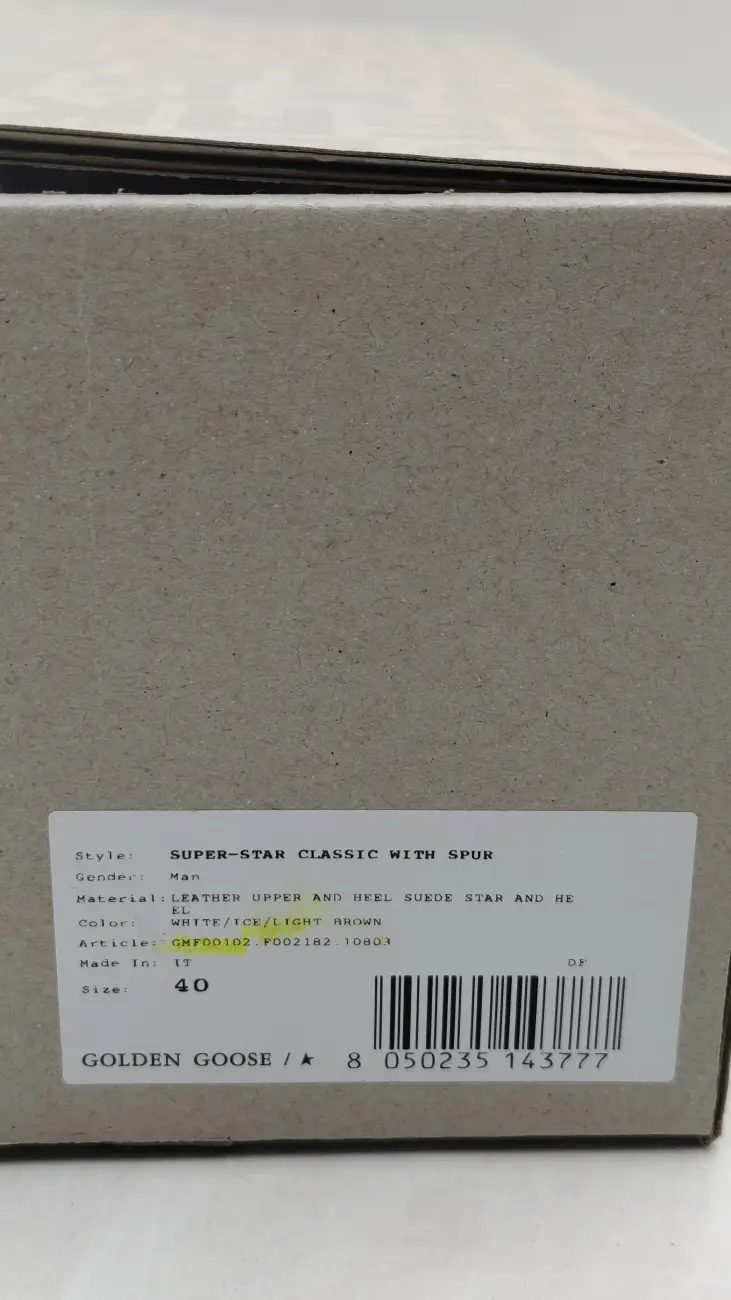 Style: SUPER-STAR CLASSIC WITH SPUR
Gender: Man
Material: LEATHER UPPER AND HEEL SUEDE STAR AND HE
EL
Color: WHITE/ICE/LIGHT BROWN
Article: GMF00102.F002182.10803
Made In: IT DF
Size: 40
GOLDEN GOOSE / ★ 8 050235 143777